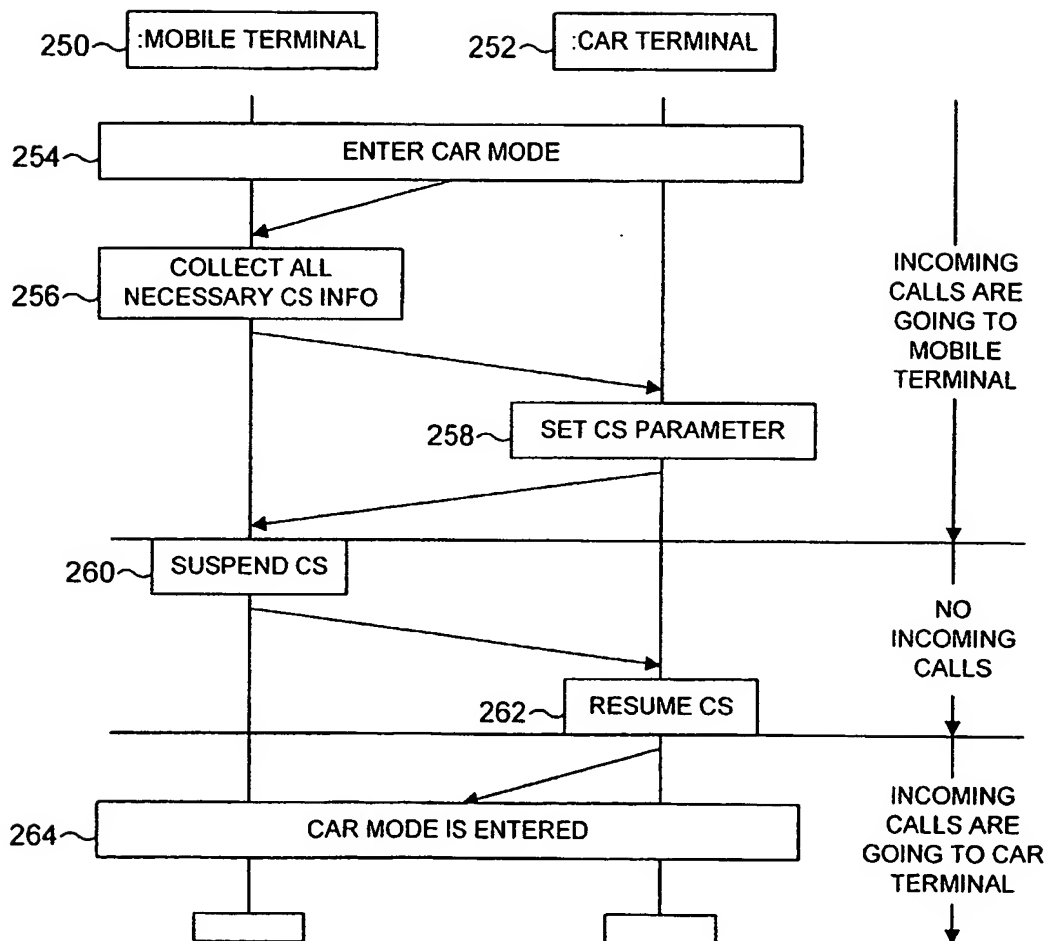 250 :MOBILE TERMINAL
252 :CAR TERMINAL
254 ENTER CAR MODE
256 COLLECT ALL
NECESSARY CS INFO
INCOMING
CALLS ARE
GOING TO
MOBILE
TERMINAL
258 SET CS PARAMETER
260 SUSPEND CS
NO
INCOMING
CALLS
262 RESUME CS
264 CAR MODE IS ENTERED
INCOMING
CALLS ARE
GOING TO CAR
TERMINAL